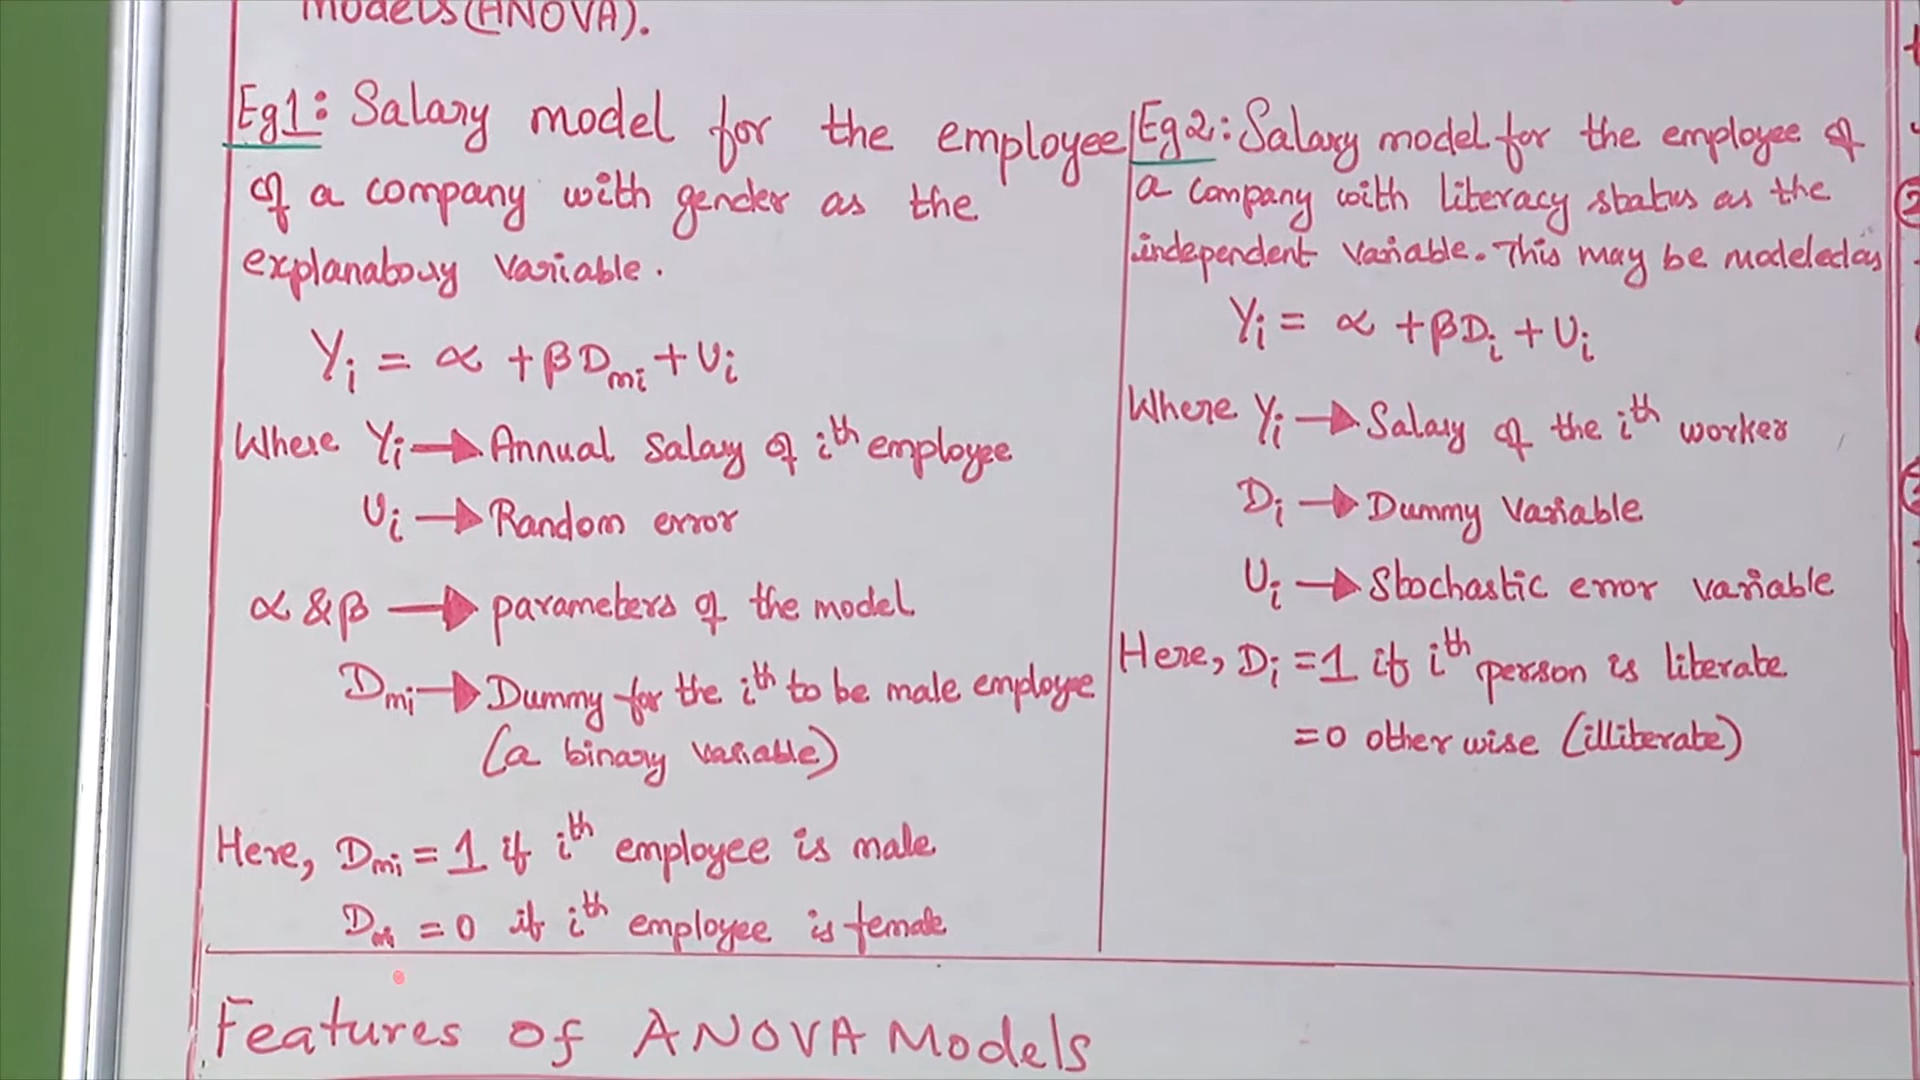 models (ANOVA).
Eg1: Salary model for the employee
of a company with gender as the
explanatory variable.
Yi = α + βDmi + Ui
Where Yi → Annual Salary of ith employee
Ui → Random error
α & β → parameters of the model
Dmi → Dummy for the ith to be male employe
(a binary variable)
Here, Dmi = 1 if ith employee is male
Dmi = 0 if ith employee is female
Eg2: Salary model for the employee of
a company with literacy status as the
independent variable. This may be modeled as
Yi = α + βDi + Ui
Where Yi → Salary of the ith worker
Di → Dummy Variable
Ui → Stochastic error variable
Here, Di = 1 if ith person is literate
= 0 otherwise (illiterate)
Features of ANOVA Models